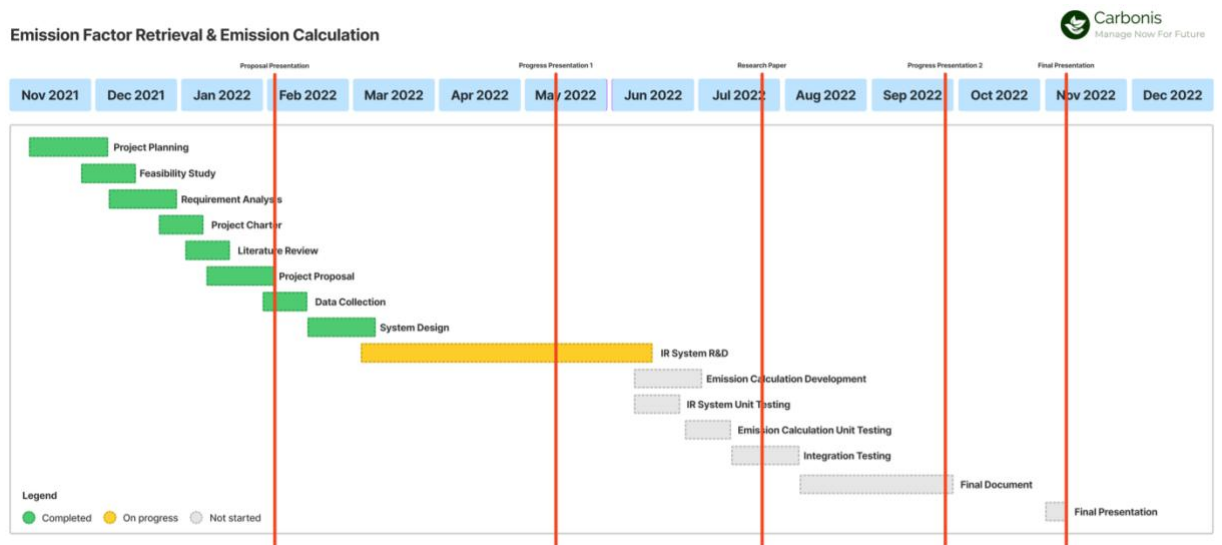 Carbonis
Manage Now For Future
Emission Factor Retrieval & Emission Calculation
Proposal Presentation
Progress Presentation 1
Research Paper
Progress Presentation 2
Final Presentation
Nov 2021
Dec 2021
Jan 2022
Feb 2022
Mar 2022
Apr 2022
May 2022
Jun 2022
Jul 2022
Aug 2022
Sep 2022
Oct 2022
Nov 2022
Dec 2022
Project Planning
Feasibility Study
Requirement Analysis
Project Charter
Literature Review
Project Proposal
Data Collection
System Design
IR System R&D
Emission Calculation Development
IR System Unit Testing
Emission Calculation Unit Testing
Integration Testing
Final Document
Final Presentation
Legend
Completed
On progress
Not started